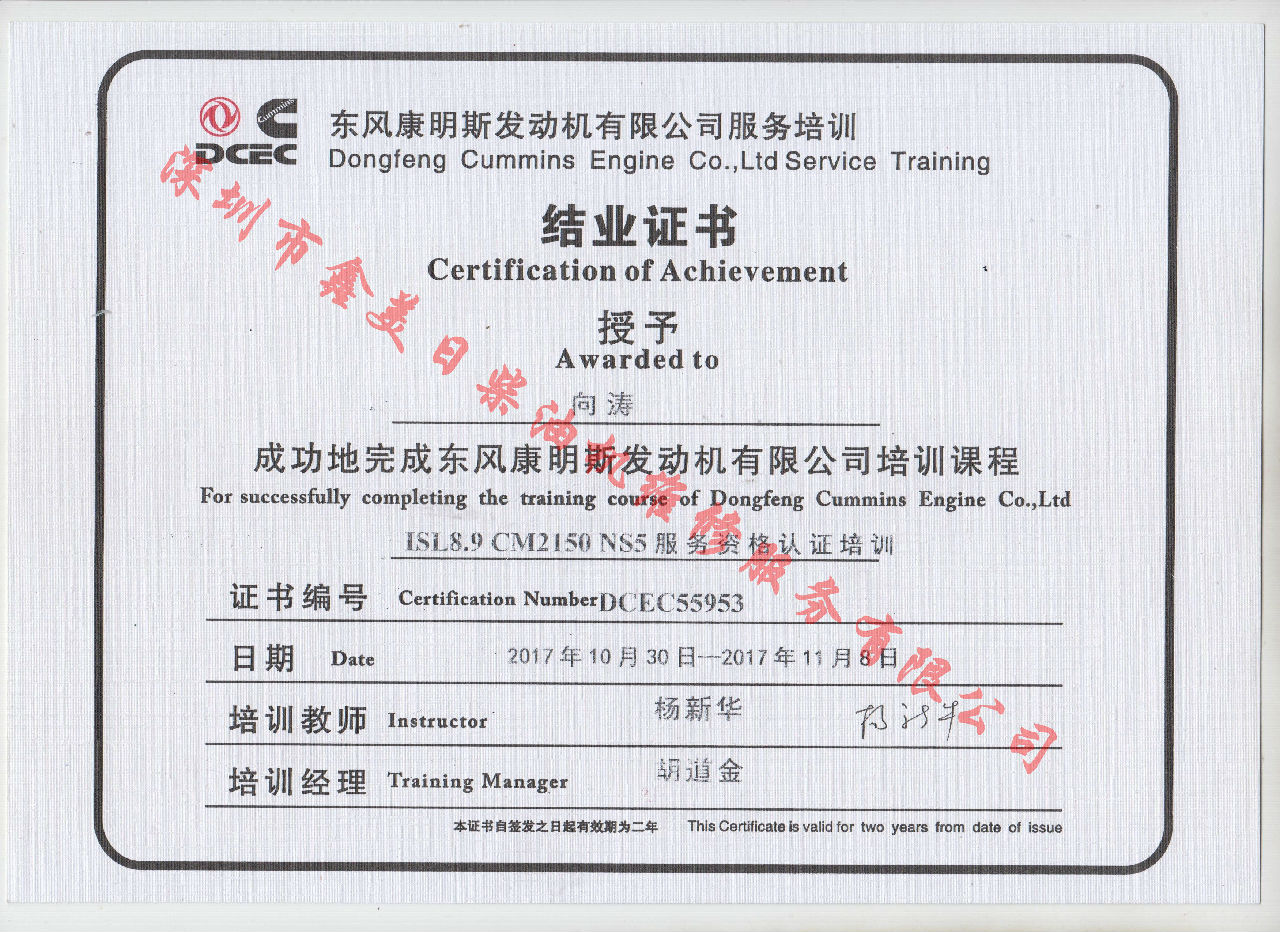 Cummins
DCEC
东风康明斯发动机有限公司服务培训
Dongfeng Cummins Engine Co.,Ltd Service Training
结业证书
Certification of Achievement
授予
Awarded to
向涛
成功地完成东风康明斯发动机有限公司培训课程
For successfully completing the training course of Dongfeng Cummins Engine Co.,Ltd
ISL8.9 CM2150 NS5 服务资格认证培训
证书编号 Certification Number DCEC55953
日期 Date 2017年10月30日—2017年11月8日
培训教师 Instructor 杨新华 杨新华
培训经理 Training Manager 胡道金
本证书自签发之日起有效期为二年 This Certificate is valid for two years from date of issue
深圳市鑫美日柴油机维修服务有限公司